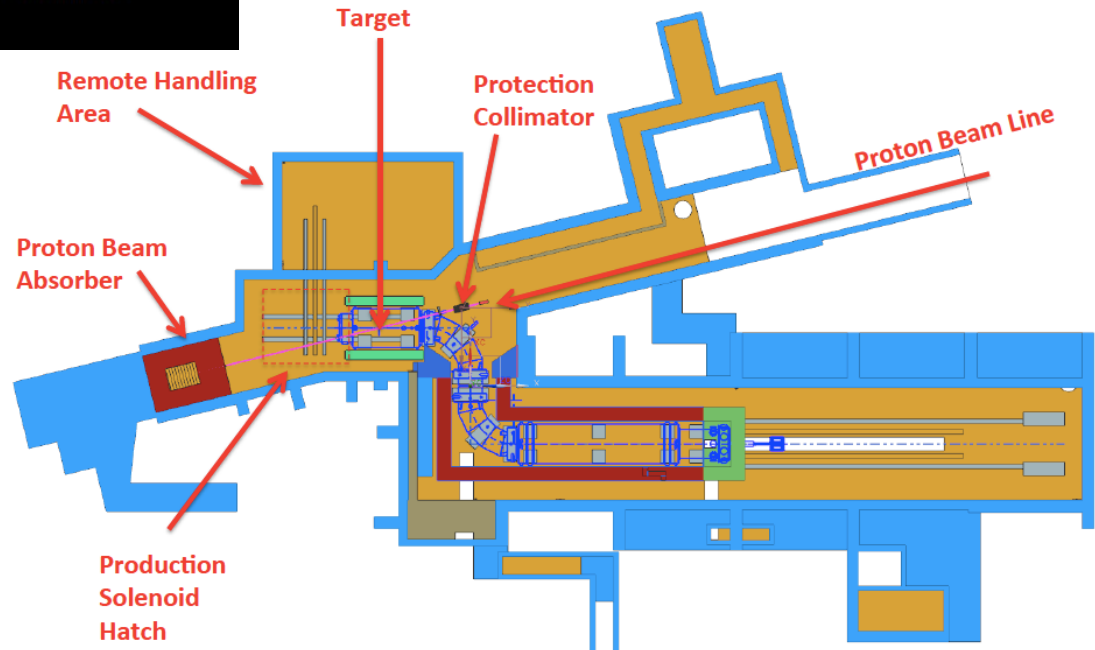 Target
Remote Handling
Area
Protection
Collimator
Proton Beam Line
Proton Beam
Absorber
Production
Solenoid
Hatch